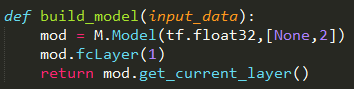 def build_model(input_data):
    mod = M.Model(tf.float32,[None,2])
    mod.fcLayer(1)
    return mod.get_current_layer()